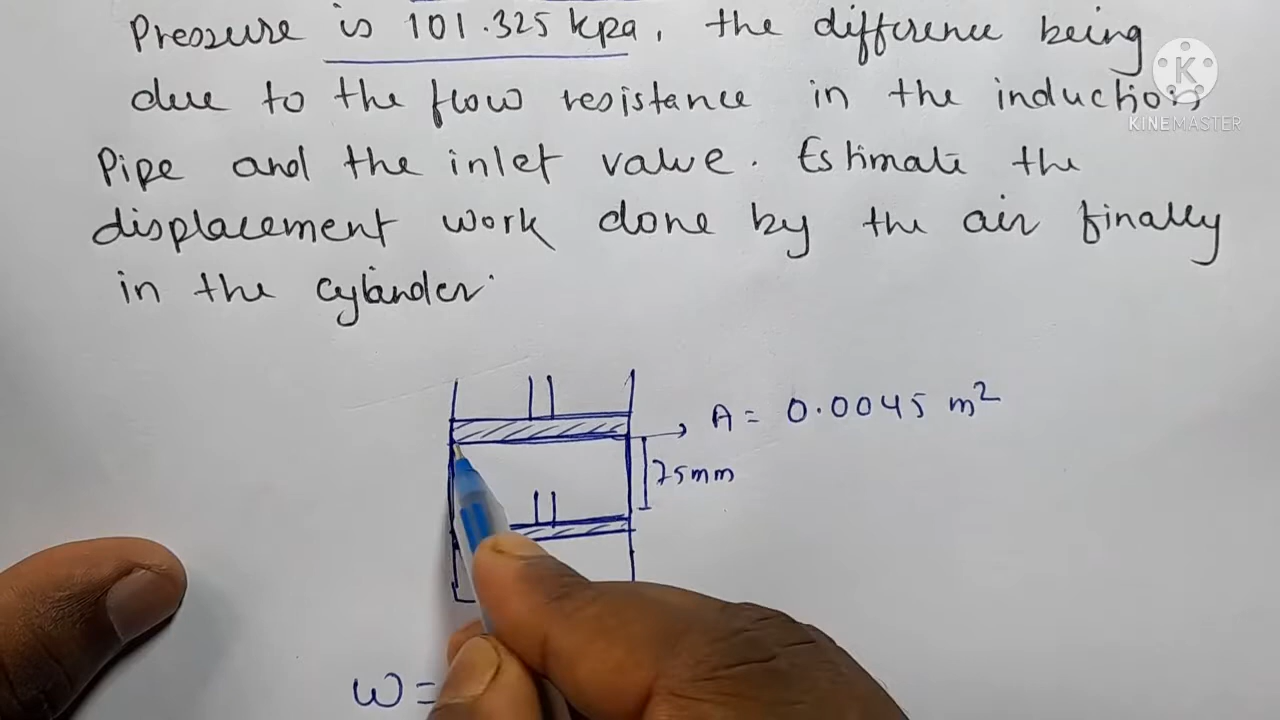 Pressure is 101.325 kpa, the difference being
due to the flow resistance in the induction
Pipe and the inlet valve. Estimate the
displacement work done by the air finally
in the cylinder.
A = 0.0045 m²
75mm
W=
K
KINEMASTER